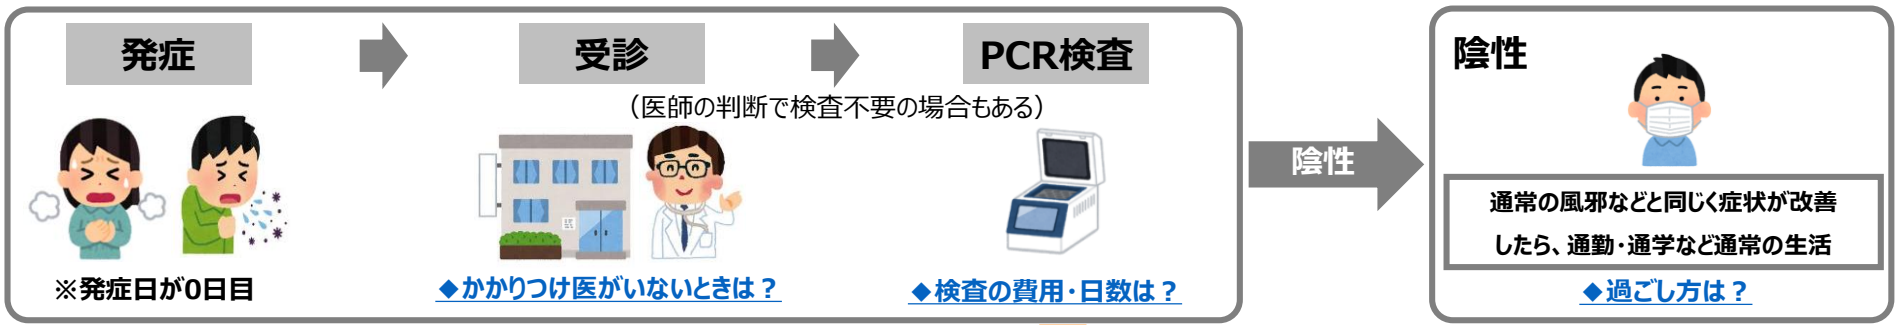 発症
受診
PCR検査
（医師の判断で検査不要の場合もある）
※発症日が0日目
◆かかりつけ医がいないときは？
◆検査の費用・日数は？
陰性
陰性
通常の風邪などと同じく症状が改善
したら、通勤・通学など通常の生活
◆過ごし方は？